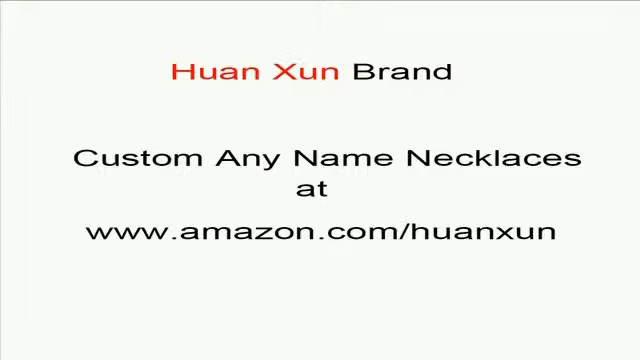 Huan Xun Brand
Custom Any Name Necklaces
at
www.amazon.com/huanxun